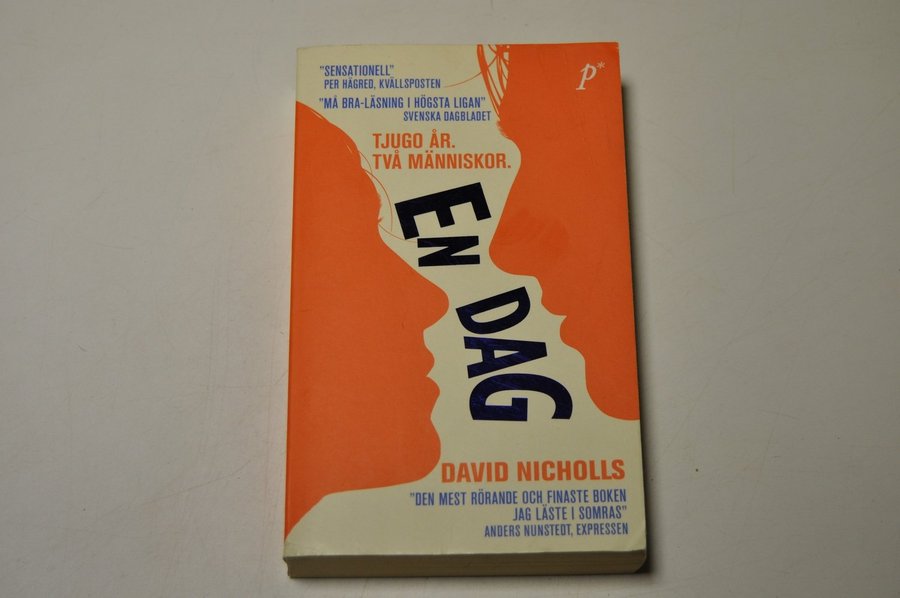 "SENSATIONELL"
PER HÄGRED, KVÄLLSPOSTEN
"MÅ BRA-LÄSNING I HÖGSTA LIGAN"
SVENSKA DAGBLADET
TJUGO ÅR.
TVÅ MÄNNISKOR.
EN
DAG
DAVID NICHOLLS
"DEN MEST RÖRANDE OCH FINASTE BOKEN
JAG LÄSTE I SOMRAS"
ANDERS NUNSTEDT, EXPRESSEN
p*